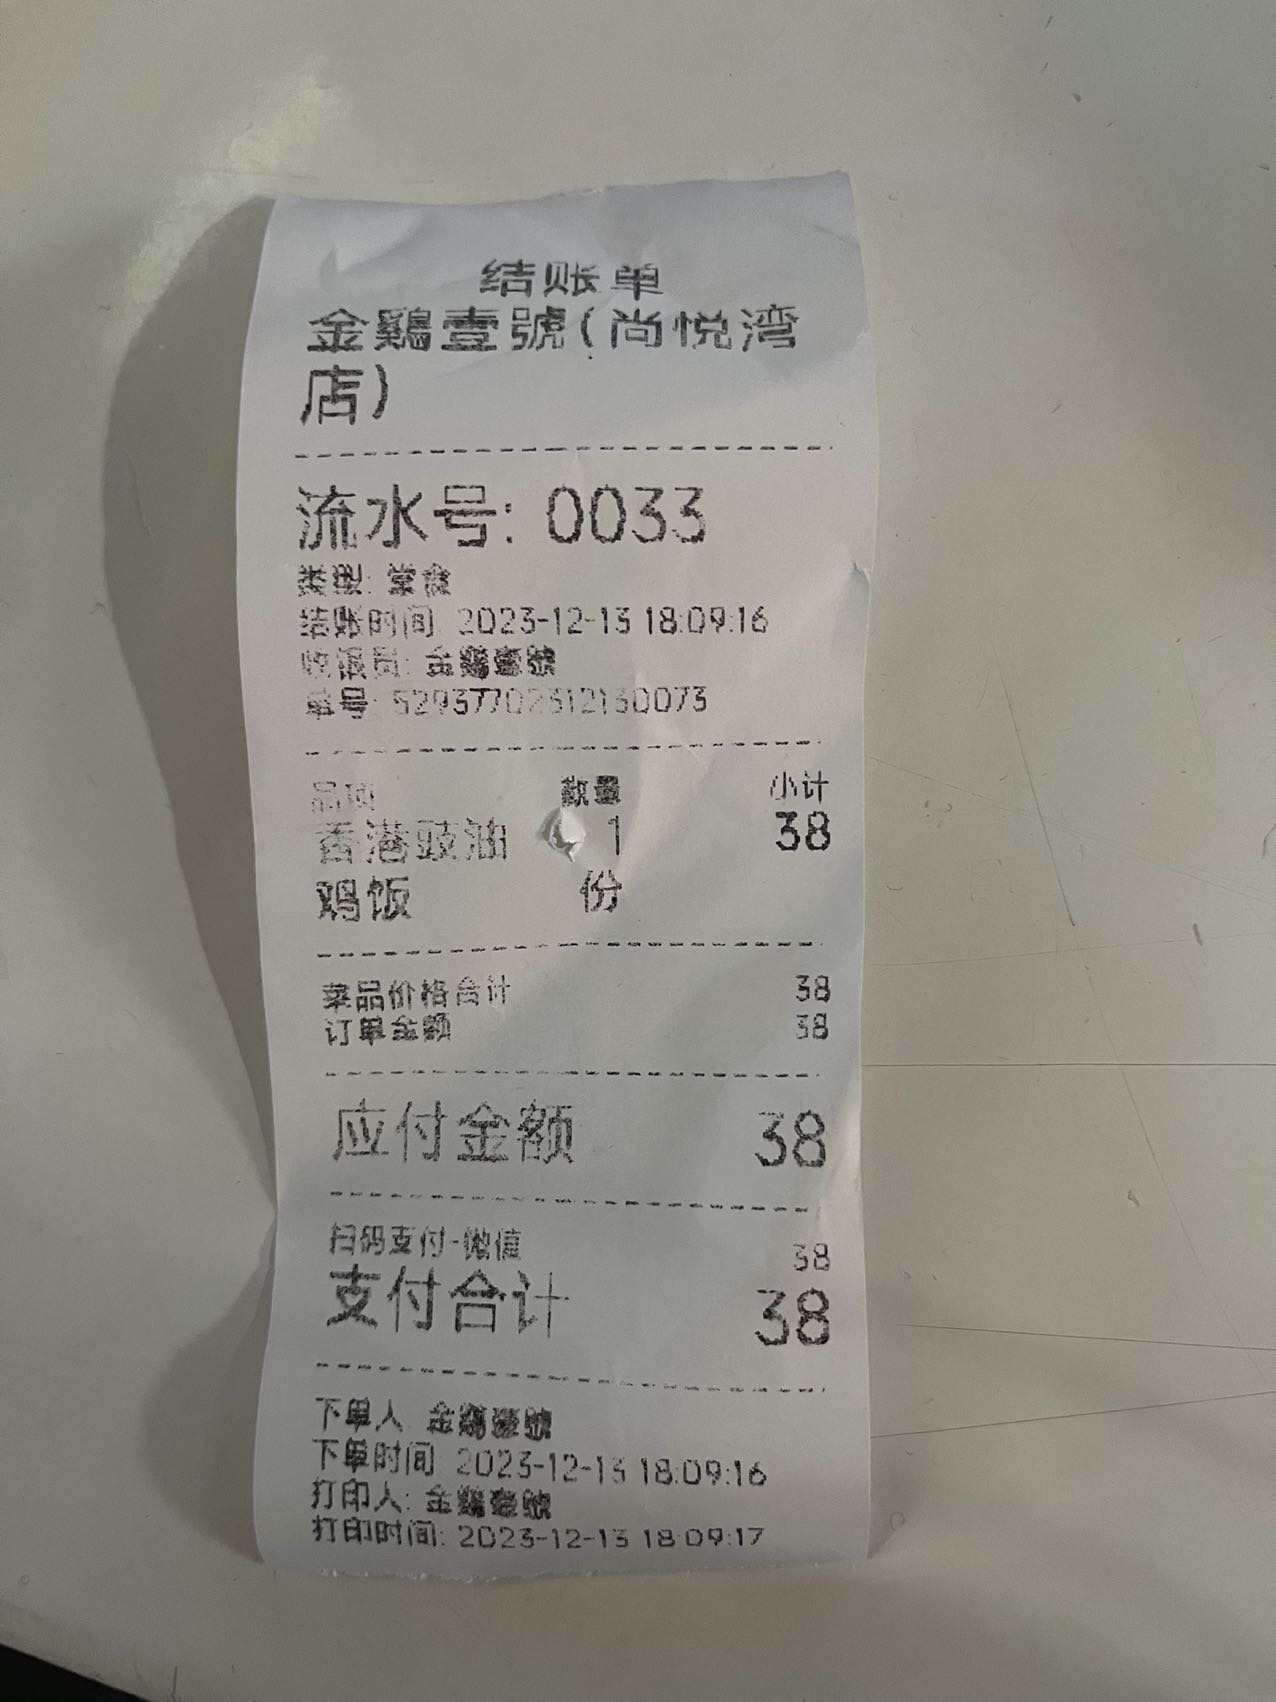 结账单
金鷄壹號(尚悦湾
店)
流水号: 0033
类型: 堂食
结账时间: 2023-12-13 18:09:16
收银员: 金鷄壹號
单号: 52937702312130073
品项 数量 小计
香港豉油 1 38
鸡饭 份
菜品价格合计 38
订单金额 38
应付金额 38
扫码支付-微信 38
支付合计 38
下单人: 金鷄壹號
下单时间: 2023-12-13 18:09:16
打印人: 金鷄壹號
打印时间: 2023-12-13 18:09:17